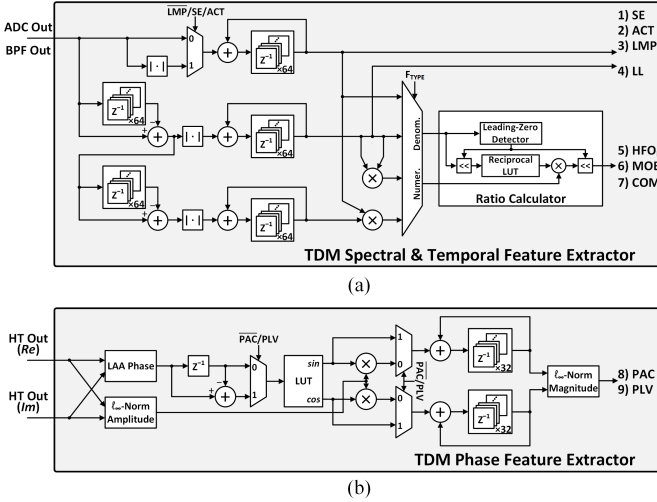 LMP/SE/ACT
ADC Out
BPF Out
0
1
|·|
+
Z⁻¹
×64
1) SE
2) ACT
3) LMP
4) LL
Z⁻¹
×64
−
+
+
|·|
+
Z⁻¹
×64
×
F_TYPE
Denom.
Numer.
Leading-Zero
Detector
<<
Reciprocal
LUT
×
<<
Ratio Calculator
5) HFO
6) MOB
7) COM
Z⁻¹
×64
−
+
+
|·|
+
Z⁻¹
×64
×
TDM Spectral & Temporal Feature Extractor
(a)
HT Out
(Re)
HT Out
(Im)
LAA Phase
ℓ∞-Norm
Amplitude
Z⁻¹
−
+
+
PAC/PLV
0
1
LUT
sin
cos
×
×
1
0
PAC/PLV
0
1
+
Z⁻¹
×32
+
Z⁻¹
×32
ℓ∞-Norm
Magnitude
8) PAC
9) PLV
TDM Phase Feature Extractor
(b)